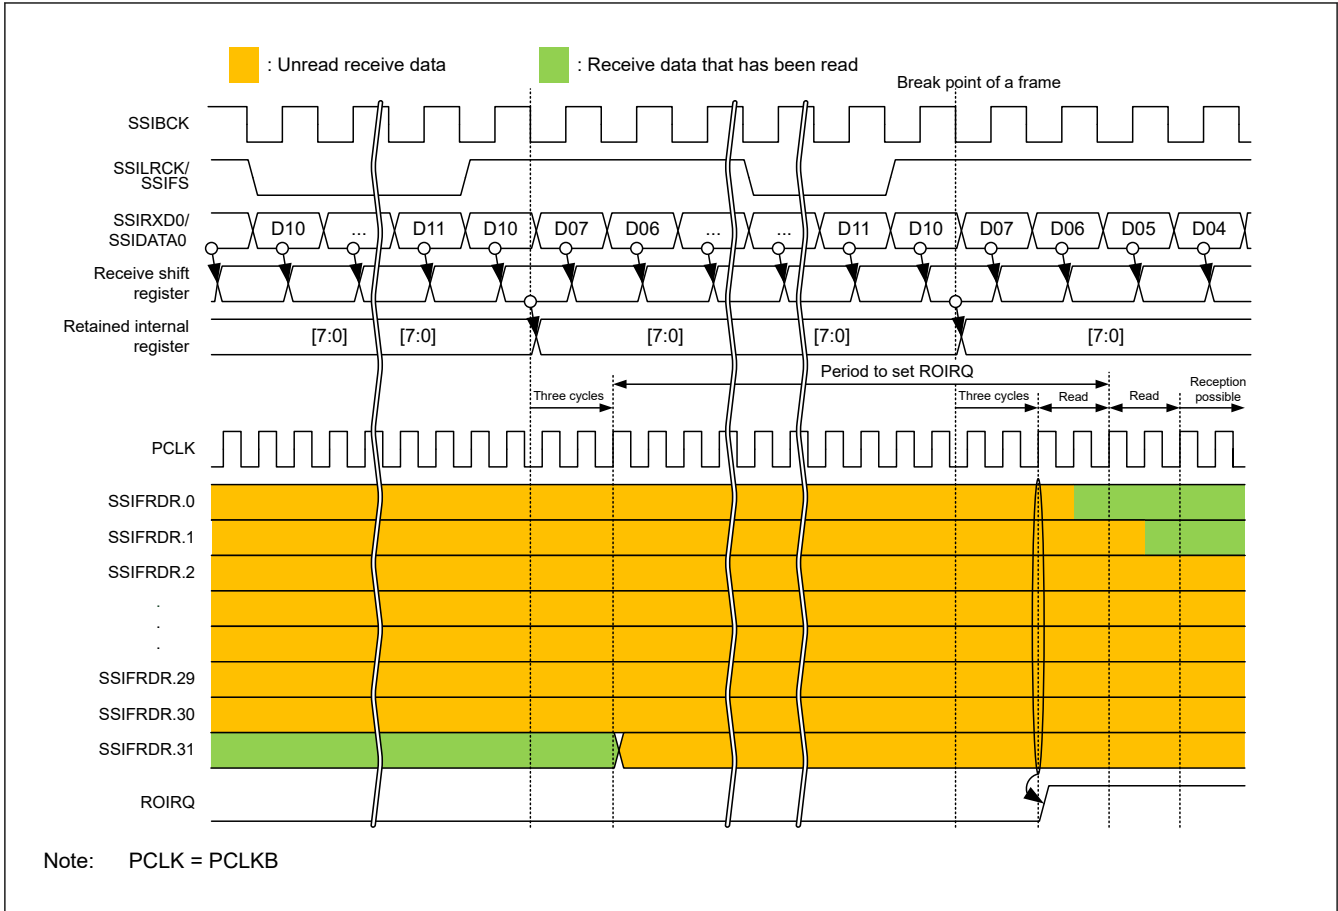 : Unread receive data
: Receive data that has been read
Break point of a frame
SSIBCK
SSILRCK/
SSIFS
SSIRXD0/
SSIDATA0
D10 ... D11 D10 D07 D06 ... ... D11 D10 D07 D06 D05 D04
Receive shift
register
Retained internal
register
[7:0] [7:0] [7:0] [7:0] [7:0]
Period to set ROIRQ
Three cycles Three cycles Read Read Reception
possible
PCLK
SSIFRDR.0
SSIFRDR.1
SSIFRDR.2
.
.
.
SSIFRDR.29
SSIFRDR.30
SSIFRDR.31
ROIRQ
Note: PCLK = PCLKB